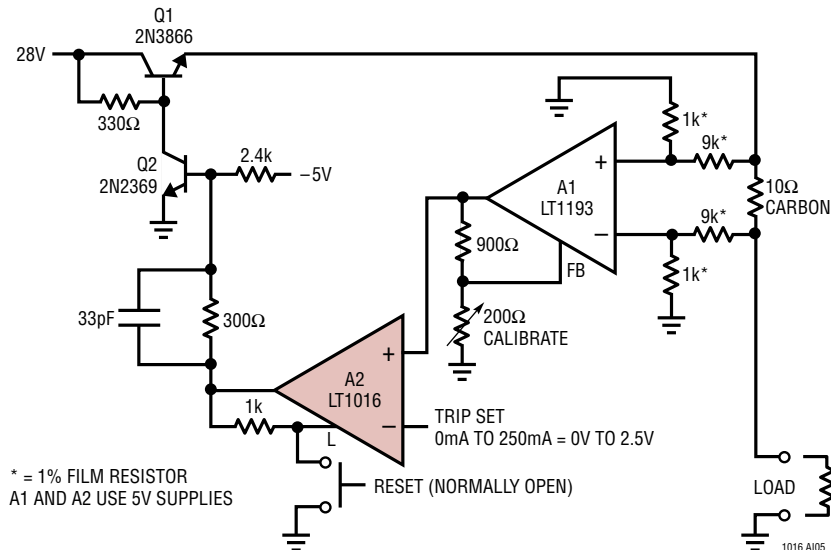 Q1
2N3866
28V
330Ω
Q2
2N2369
2.4k
–5V
33pF
300Ω
1k
L
A2
LT1016
+
–
TRIP SET
0mA TO 250mA = 0V TO 2.5V
RESET (NORMALLY OPEN)
900Ω
200Ω
CALIBRATE
FB
A1
LT1193
+
–
1k*
9k*
10Ω
CARBON
9k*
1k*
LOAD
* = 1% FILM RESISTOR
A1 AND A2 USE 5V SUPPLIES
1016 AI05